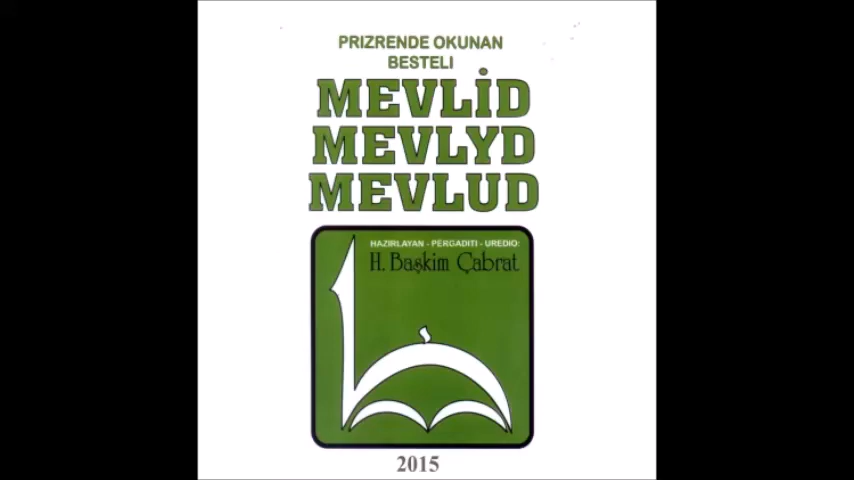 PRIZRENDE OKUNAN
BESTELI
MEVLİD
MEVLYD
MEVLUD
HAZIRLAYAN - PERGADITI - UREDIO:
H. Başkim Çabrat
2015